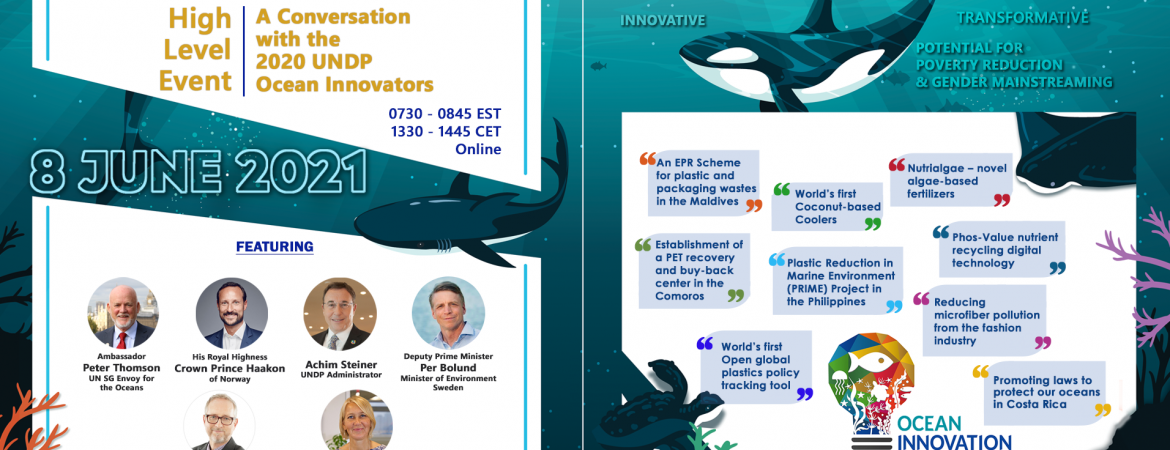 High
Level
Event
A Conversation
with the
2020 UNDP
Ocean Innovators
0730 - 0845 EST
1330 - 1445 CET
Online
8 JUNE 2021
FEATURING
Ambassador
Peter Thomson
UN SG Envoy for
the Oceans
His Royal Highness
Crown Prince Haakon
of Norway
Achim Steiner
UNDP Administrator
Deputy Prime Minister
Per Bolund
Minister of Environment
Sweden
INNOVATIVE
TRANSFORMATIVE
POTENTIAL FOR
POVERTY REDUCTION
& GENDER MAINSTREAMING
“An EPR Scheme
for plastic and
packaging wastes
in the Maldives”
“World's first
Coconut-based
Coolers”
“Nutrialgae – novel
algae-based
fertilizers”
“Establishment of
a PET recovery
and buy-back
center in the
Comoros”
“Plastic Reduction in
Marine Environment
(PRIME) Project in
the Philippines”
“Phos-Value nutrient
recycling digital
technology”
“Reducing
microfiber pollution
from the fashion
industry”
“World's first
Open global
plastics policy
tracking tool”
“Promoting laws to
protect our oceans
in Costa Rica”
OCEAN
INNOVATION